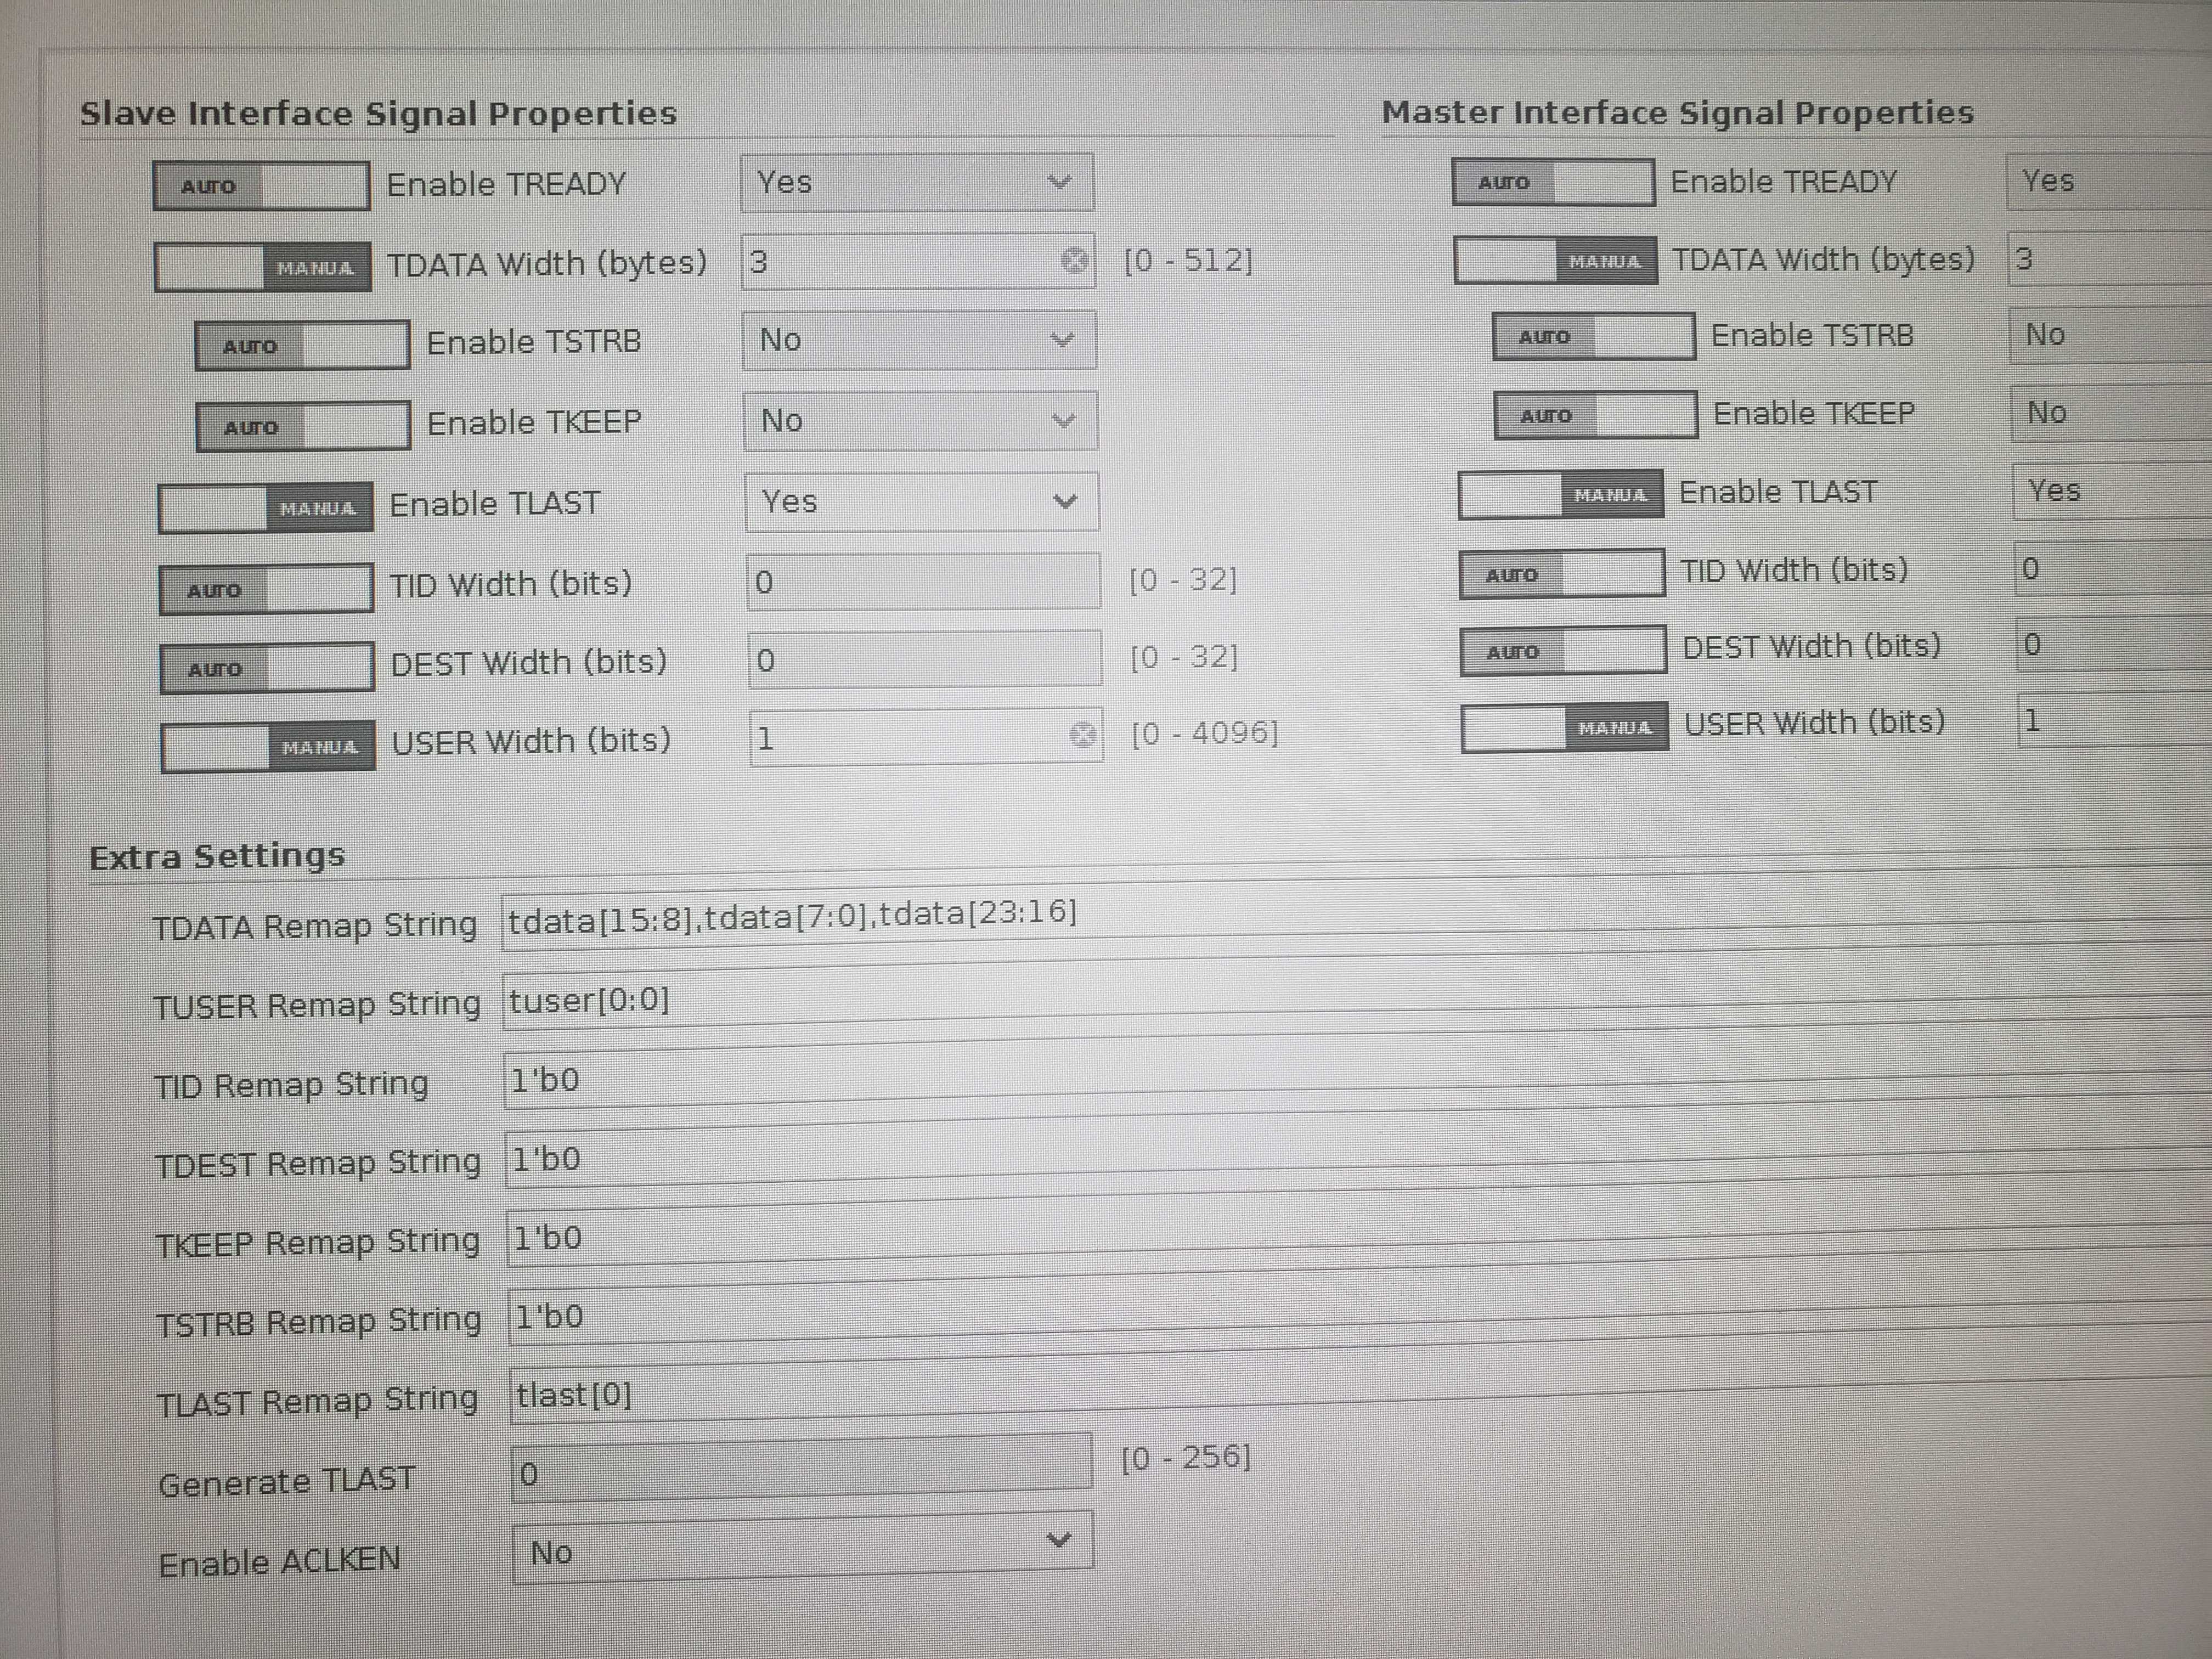 Slave Interface Signal Properties
AUTO Enable TREADY Yes
MANUA TDATA Width (bytes) 3 [0 - 512]
AUTO Enable TSTRB No
AUTO Enable TKEEP No
MANUA Enable TLAST Yes
AUTO TID Width (bits) 0 [0 - 32]
AUTO DEST Width (bits) 0 [0 - 32]
MANUA USER Width (bits) 1 [0 - 4096]
Master Interface Signal Properties
AUTO Enable TREADY Yes
MANUA TDATA Width (bytes) 3
AUTO Enable TSTRB No
AUTO Enable TKEEP No
MANUA Enable TLAST Yes
AUTO TID Width (bits) 0
AUTO DEST Width (bits) 0
MANUA USER Width (bits) 1
Extra Settings
TDATA Remap String tdata[15:8],tdata[7:0],tdata[23:16]
TUSER Remap String tuser[0:0]
TID Remap String 1'b0
TDEST Remap String 1'b0
TKEEP Remap String 1'b0
TSTRB Remap String 1'b0
TLAST Remap String tlast[0]
Generate TLAST 0 [0 - 256]
Enable ACLKEN No